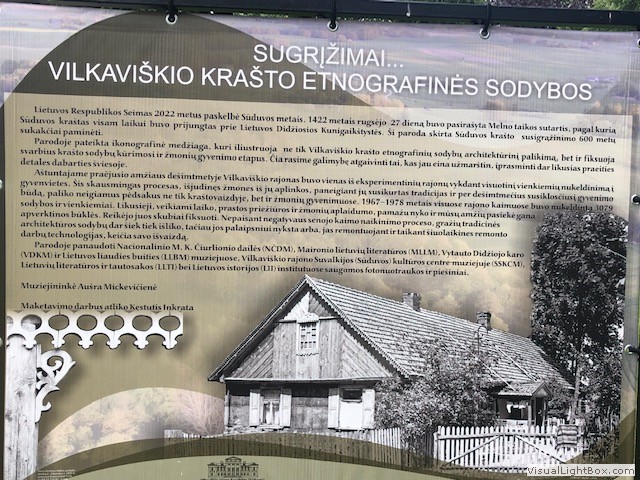 SUGRĮŽIMAI...
VILKAVIŠKIO KRAŠTO ETNOGRAFINĖS SODYBOS
Lietuvos Respublikos Seimas 2022 metus paskelbė Sūduvos metais. 1422 metais rugsėjo 27 dieną buvo pasirašyta Melno taikos sutartis, pagal kurią
Sūduvos kraštas visam laikui buvo prijungtas prie Lietuvos Didžiosios Kunigaikštystės. Ši paroda skirta Sūduvos krašto susigrąžinimo 600 metų
sukakčiai paminėti.
Parodoje pateikta ikonografinė medžiaga, kuri iliustruoja ne tik Vilkaviškio krašto etnografinių sodybų architektūrinį palikimą, bet ir fiksuoja
svarbius krašto sodybų kūrimosi ir žmonių gyvenimo etapus. Čia rasime galimybę atgaivinti tai, kas jau eina užmarštin, įprasminti dar likusias praeities
detales dabarties šviesoje.
Aštuntajame praėjusio amžiaus dešimtmetyje Vilkaviškio rajonas buvo vienas iš eksperimentinių rajonų, vykdant visuotinį vienkiemių nukeldinimą į
gyvenvietes. Šis skausmingas procesas, išjudinęs žmones iš jų aplinkos, paneigiant jų susikurtas tradicijas ir per dešimtmečius susiklosčiusį gyvenimo
būdą, paliko neigiamus pėdsakus ne tik kraštovaizdyje, bet ir žmonių gyvenimuose. 1967–1978 metais visuose rajono kaimuose buvo nukeldinta 3079
sodybos ir vienkiemiai. Likusieji, veikiami laiko, prastos priežiūros ir žmonių aplaidumo, pamažu nyko ir mūsų amžių pasiekė gana
apverktinos būklės. Reikėjo juos skubiai fiksuoti. Nepaisant negatyvaus senojo kaimo naikinimo proceso, gražių tradicinės
architektūros sodybų dar šiek tiek išliko, tačiau jos palaipsniui nyksta arba, jas remontuojant ir taikant šiuolaikines remonto
darbų technologijas, keičia savo išvaizdą.
Parodoje panaudoti Nacionalinio M. K. Čiurlionio dailės (NČDM), Maironio lietuvių literatūros (MLLM), Vytauto Didžiojo karo
(VDKM) ir Lietuvos liaudies buities (LLBM) muziejuose, Vilkaviškio rajono Suvalkijos (Sūduvos) kultūros centre muziejuje (SSKCM),
Lietuvių literatūros ir tautosakos (LLTI) bei Lietuvos istorijos (LII) institutuose saugomos fotonuotraukos ir piešiniai.
Muziejininkė Aušra Mickevičienė
Maketavimo darbus atliko Kęstutis Inkrata
VisualLightBox.com